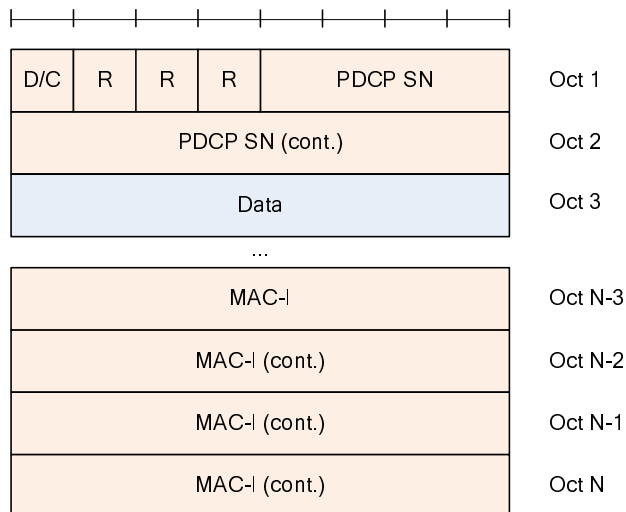 D/C R R R PDCP SN Oct 1
PDCP SN (cont.) Oct 2
Data Oct 3
...
MAC-I Oct N-3
MAC-I (cont.) Oct N-2
MAC-I (cont.) Oct N-1
MAC-I (cont.) Oct N